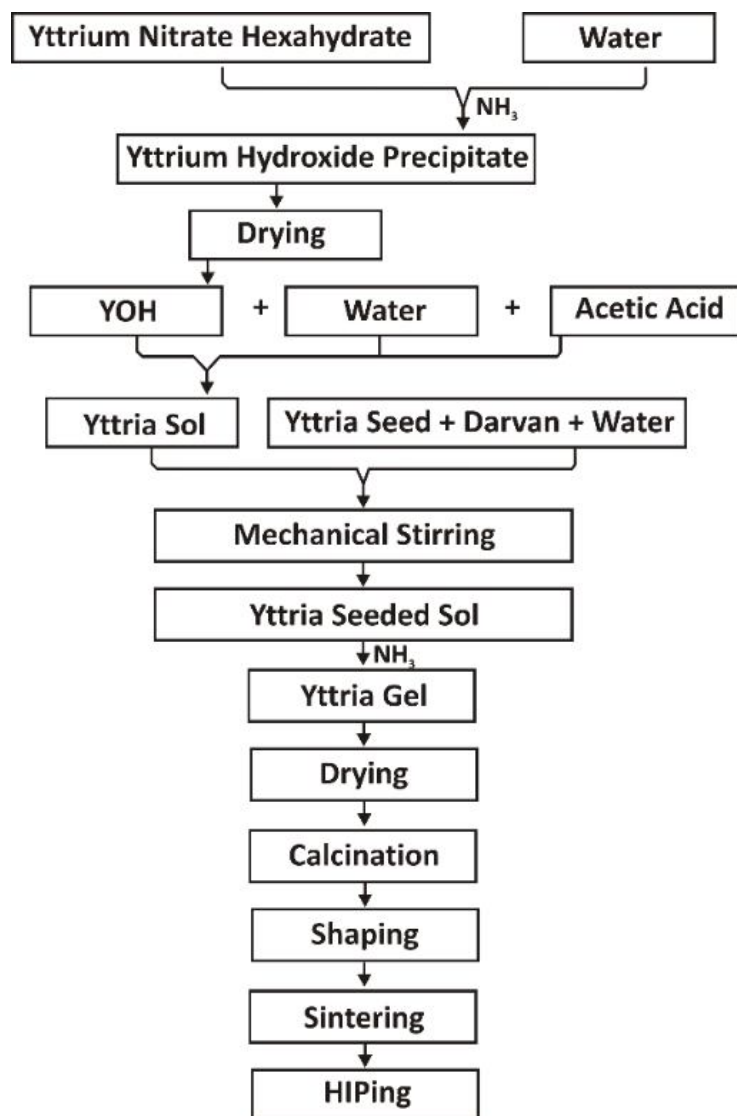 Yttrium Nitrate Hexahydrate
Water
NH₃
Yttrium Hydroxide Precipitate
Drying
YOH + Water + Acetic Acid
Yttria Sol
Yttria Seed + Darvan + Water
Mechanical Stirring
Yttria Seeded Sol
NH₃
Yttria Gel
Drying
Calcination
Shaping
Sintering
HIPing